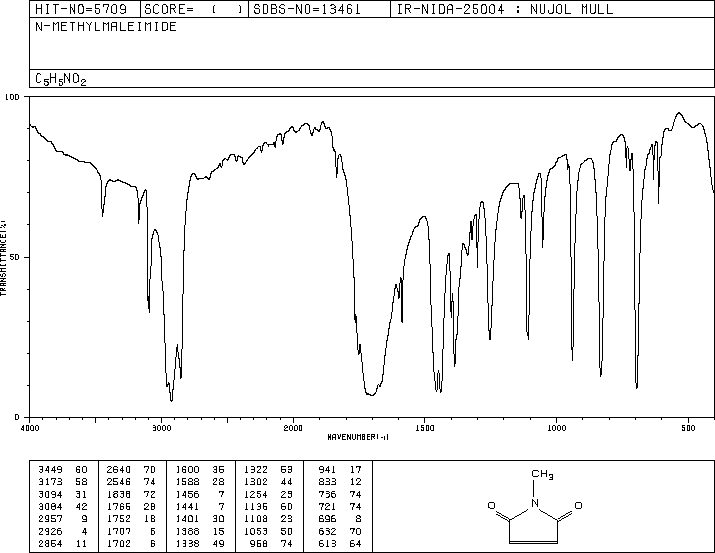 HIT-NO=5709 SCORE= ( ) SDBS-NO=13461 IR-NIDA-25004 : NUJOL MULL
N-METHYLMALEIMIDE
C5H5NO2
100
50
0
TRANSMITTANCE(%)
4000 3000 2000 1500 1000 500
WAVENUMBER(-1)
3449 60 2640 70 1600 36 1322 53 941 17
3173 58 2546 74 1588 28 1302 44 833 12
3094 31 1838 72 1456 7 1254 23 736 74
3084 42 1766 28 1441 7 1136 60 721 74
2957 9 1752 18 1401 30 1108 23 696 8
2926 4 1707 6 1388 15 1053 50 632 70
2854 11 1702 6 1338 49 968 74 613 64
CH3
N
O
O